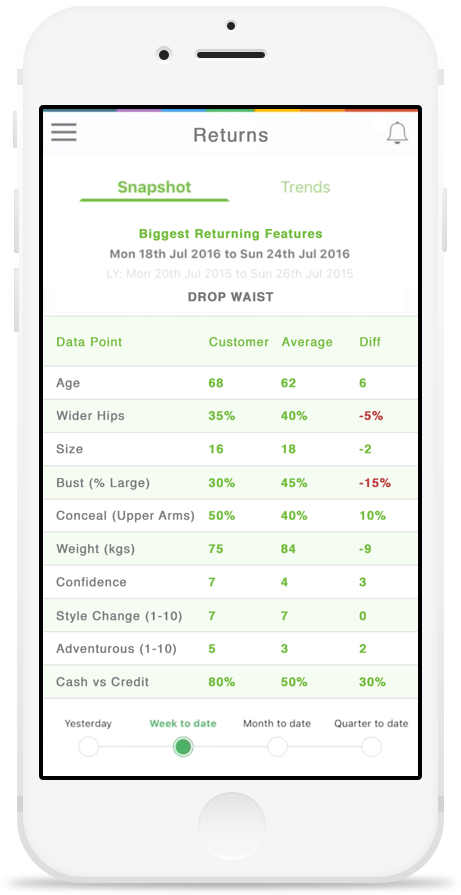 Returns
Snapshot Trends
Biggest Returning Features
Mon 18th Jul 2016 to Sun 24th Jul 2016
LY: Mon 20th Jul 2015 to Sun 26th Jul 2015
DROP WAIST
Data Point Customer Average Diff
Age 68 62 6
Wider Hips 35% 40% -5%
Size 16 18 -2
Bust (% Large) 30% 45% -15%
Conceal (Upper Arms) 50% 40% 10%
Weight (kgs) 75 84 -9
Confidence 7 4 3
Style Change (1-10) 7 7 0
Adventurous (1-10) 5 3 2
Cash vs Credit 80% 50% 30%
Yesterday Week to date Month to date Quarter to date